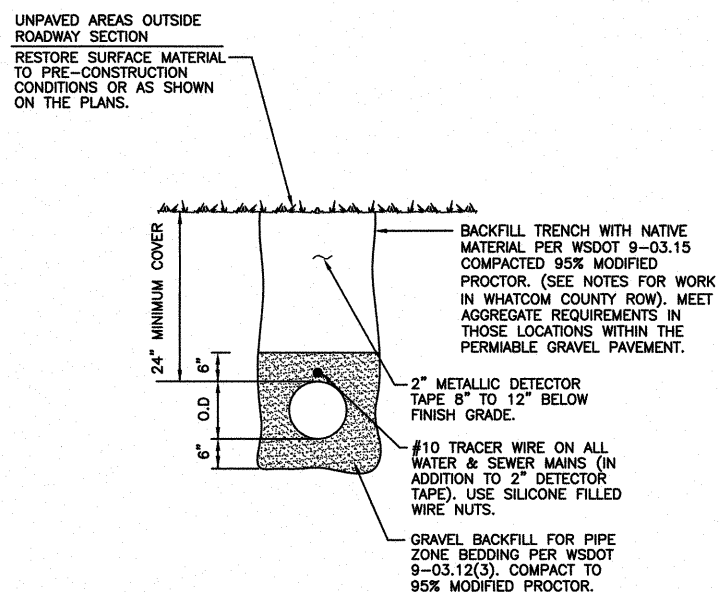 UNPAVED AREAS OUTSIDE
ROADWAY SECTION
RESTORE SURFACE MATERIAL
TO PRE-CONSTRUCTION
CONDITIONS OR AS SHOWN
ON THE PLANS.
24" MINIMUM COVER
6"
O.D
6"
BACKFILL TRENCH WITH NATIVE
MATERIAL PER WSDOT 9-03.15
COMPACTED 95% MODIFIED
PROCTOR. (SEE NOTES FOR WORK
IN WHATCOM COUNTY ROW). MEET
AGGREGATE REQUIREMENTS IN
THOSE LOCATIONS WITHIN THE
PERMIABLE GRAVEL PAVEMENT.
2" METALLIC DETECTOR
TAPE 8" TO 12" BELOW
FINISH GRADE.
#10 TRACER WIRE ON ALL
WATER & SEWER MAINS (IN
ADDITION TO 2" DETECTOR
TAPE). USE SILICONE FILLED
WIRE NUTS.
GRAVEL BACKFILL FOR PIPE
ZONE BEDDING PER WSDOT
9-03.12(3). COMPACT TO
95% MODIFIED PROCTOR.